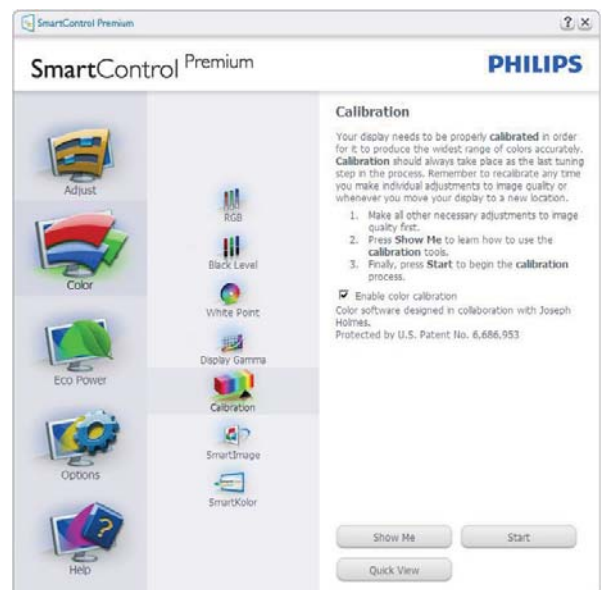 SmartControl Premium
SmartControl Premium
PHILIPS
Adjust
Color
Eco Power
Options
Help
RGB
Black Level
White Point
Display Gamma
Calibration
SmartImage
SmartKolor
Calibration
Your display needs to be properly calibrated in order
for it to produce the widest range of colors accurately.
Calibration should always take place as the last tuning
step in the process. Remember to recalibrate any time
you make individual adjustments to image quality or
whenever you move your display to a new location.
1. Make all other necessary adjustments to image
quality first.
2. Press Show Me to learn how to use the
calibration tools.
3. Finally, press Start to begin the calibration
process.
Enable color calibration
Color software designed in collaboration with Joseph
Holmes.
Protected by U.S. Patent No. 6,686,953
Show Me
Start
Quick View